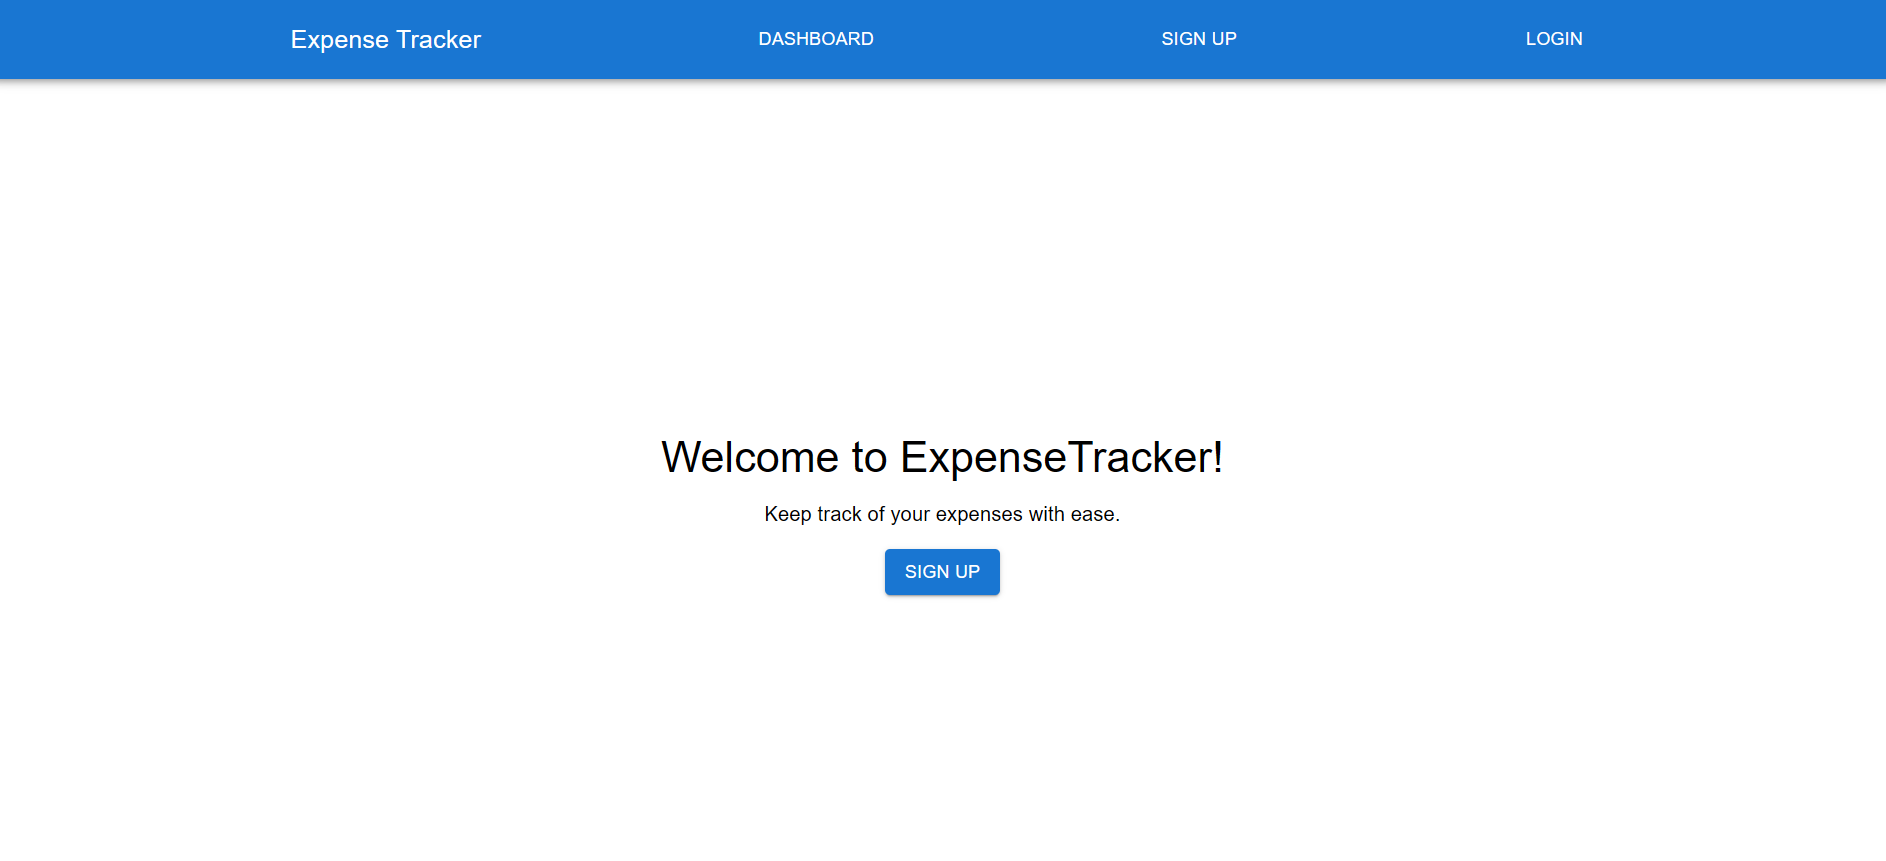 Expense Tracker DASHBOARD SIGN UP LOGIN
Welcome to ExpenseTracker!
Keep track of your expenses with ease.
SIGN UP